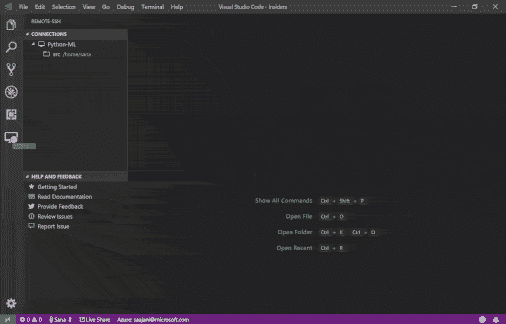 File Edit Selection View Go Debug Terminal Help Visual Studio Code - Insiders
REMOTE-SSH
CONNECTIONS
Python-ML
src /home/sana
HELP AND FEEDBACK
Getting Started
Read Documentation
Provide Feedback
Review Issues
Report Issue
Show All Commands Ctrl + Shift + P
Open File Ctrl + O
Open Folder Ctrl + K Ctrl + O
Open Recent Ctrl + R
0 0 Sana Live Share Azure: saajani@microsoft.com